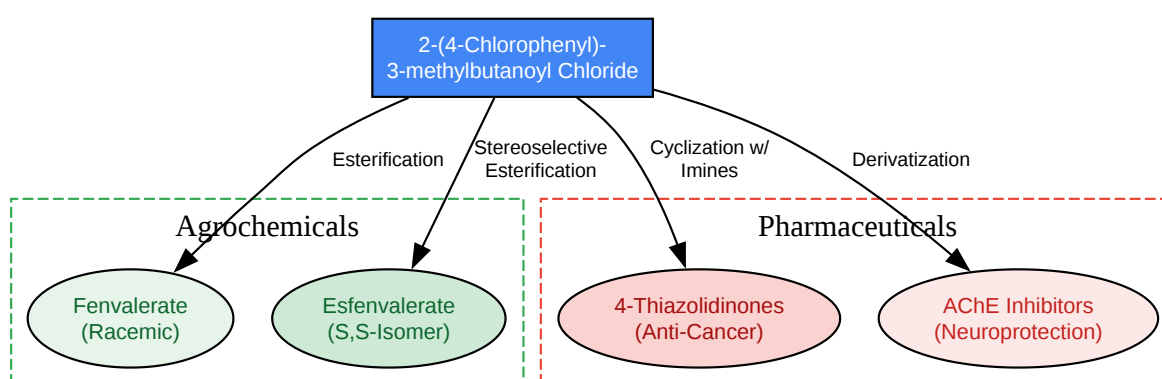 2-(4-Chlorophenyl)-
3-methylbutanoyl Chloride
Esterification
Stereoselective
Esterification
Cyclization w/
Imines
Derivatization
Agrochemicals
Pharmaceuticals
Fenvalerate
(Racemic)
Esfenvalerate
(S,S-Isomer)
4-Thiazolidinones
(Anti-Cancer)
AChE Inhibitors
(Neuroprotection)